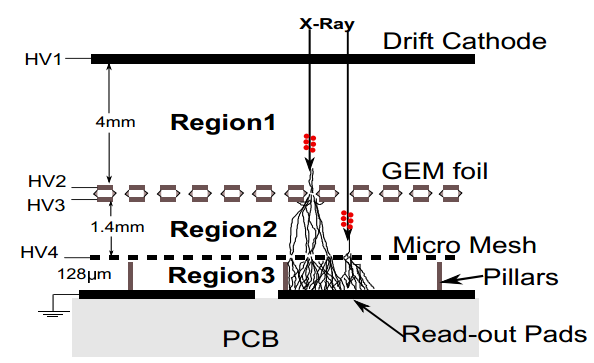 X-Ray
Drift Cathode
HV1
4mm
Region1
GEM foil
HV2
HV3
1.4mm
Region2
HV4
Micro Mesh
128μm
Region3
Pillars
PCB
Read-out Pads